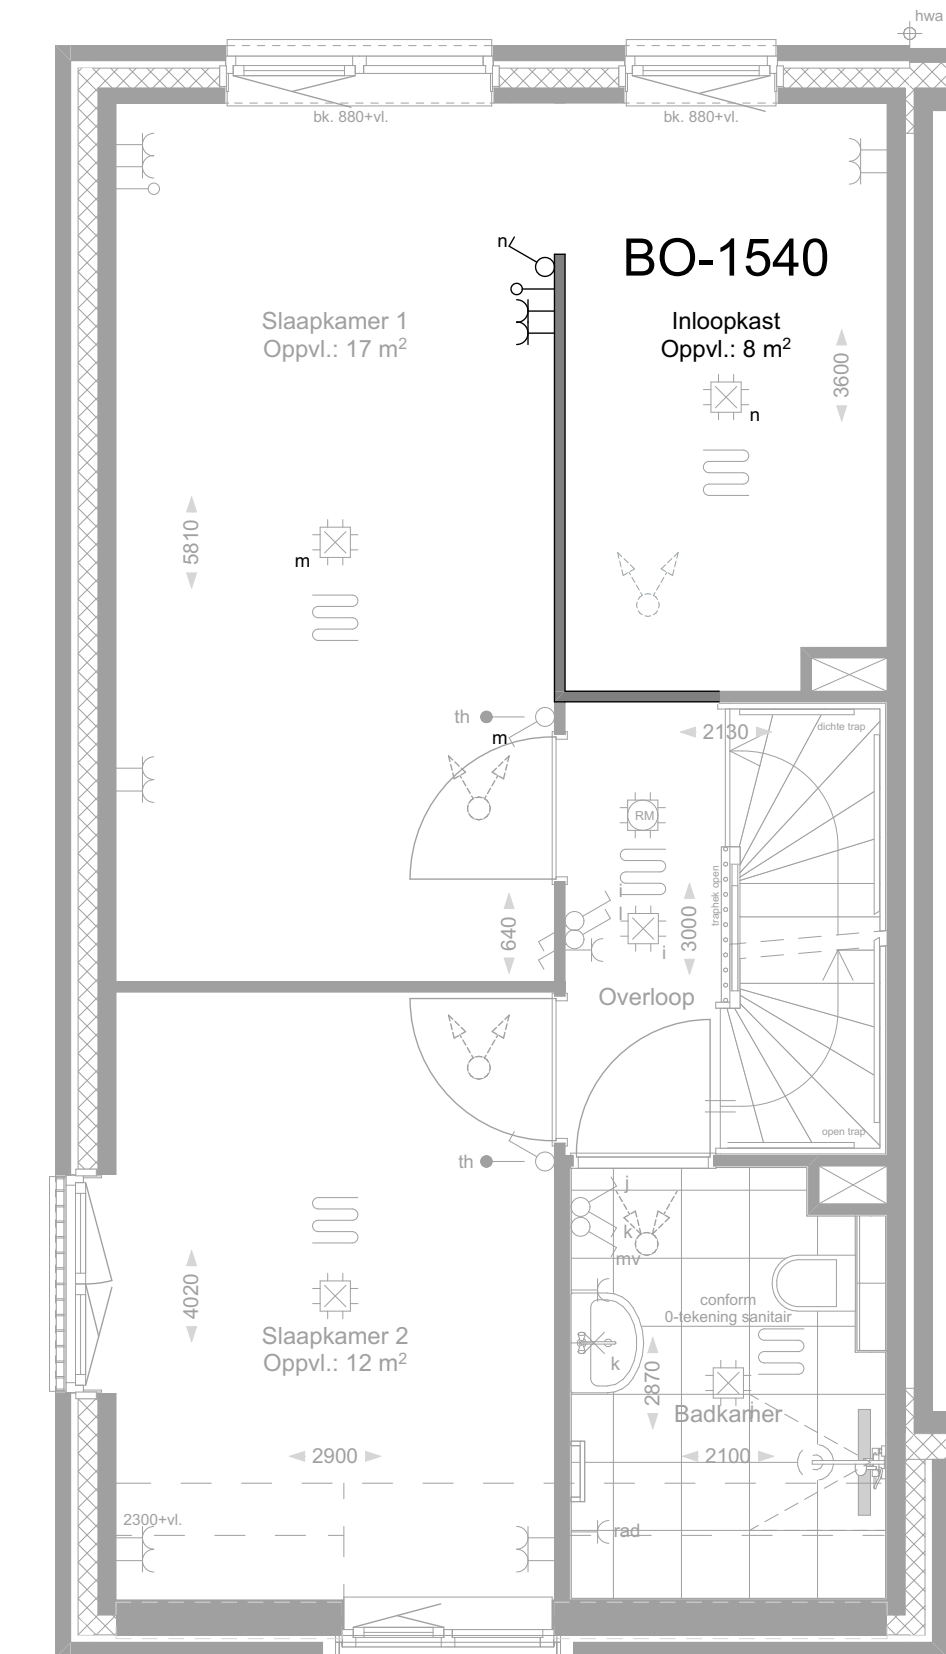 hwa
bk. 880+vl.
bk. 880+vl.
n
BO-1540
Slaapkamer 1
Oppvl.: 17 m²
Inloopkast
Oppvl.: 8 m²
3600
n
5810
m
th
m
2130
dichte trap
RM
traphek open
i
L
640
3000
i
Overloop
open trap
th
j
k
mv
4020
conform
0-tekening sanitair
Slaapkamer 2
Oppvl.: 12 m²
k
2870
Badkamer
2900
2100
2300+vl.
rad